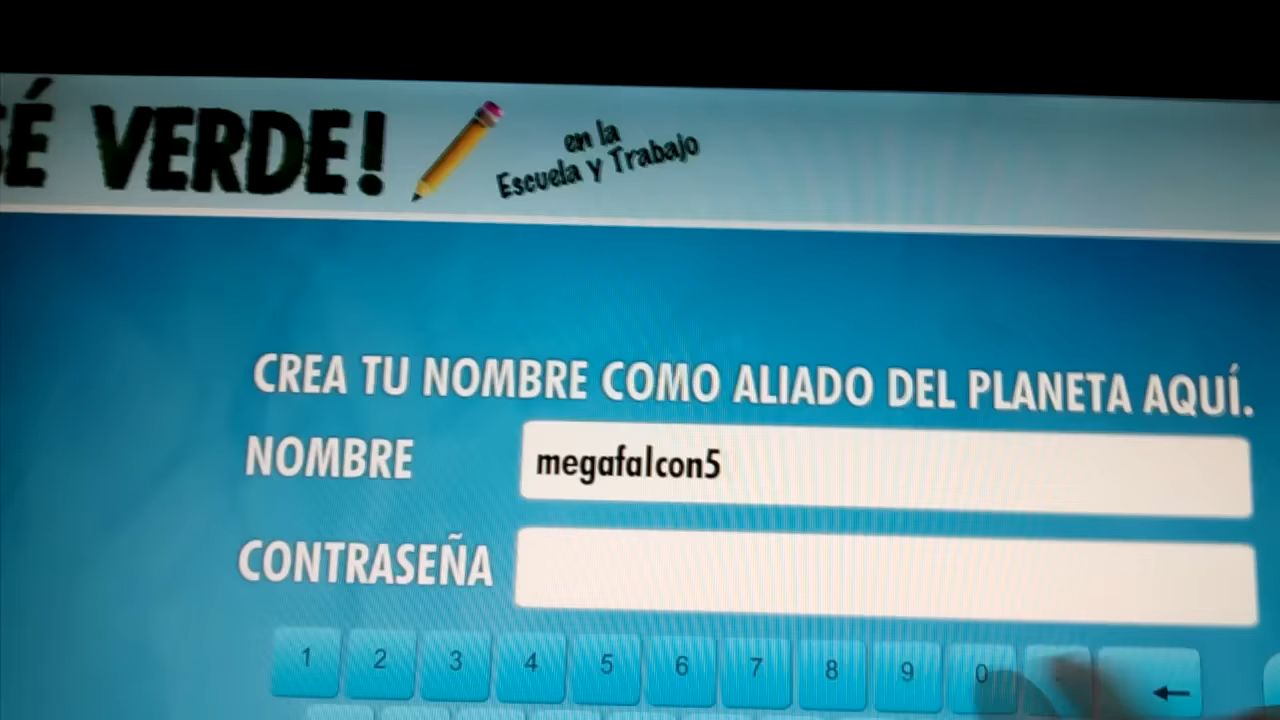 SÉ VERDE!
en la
Escuela y Trabajo
CREA TU NOMBRE COMO ALIADO DEL PLANETA AQUÍ.
NOMBRE megafalcon5
CONTRASEÑA
1 2 3 4 5 6 7 8 9 0 ←